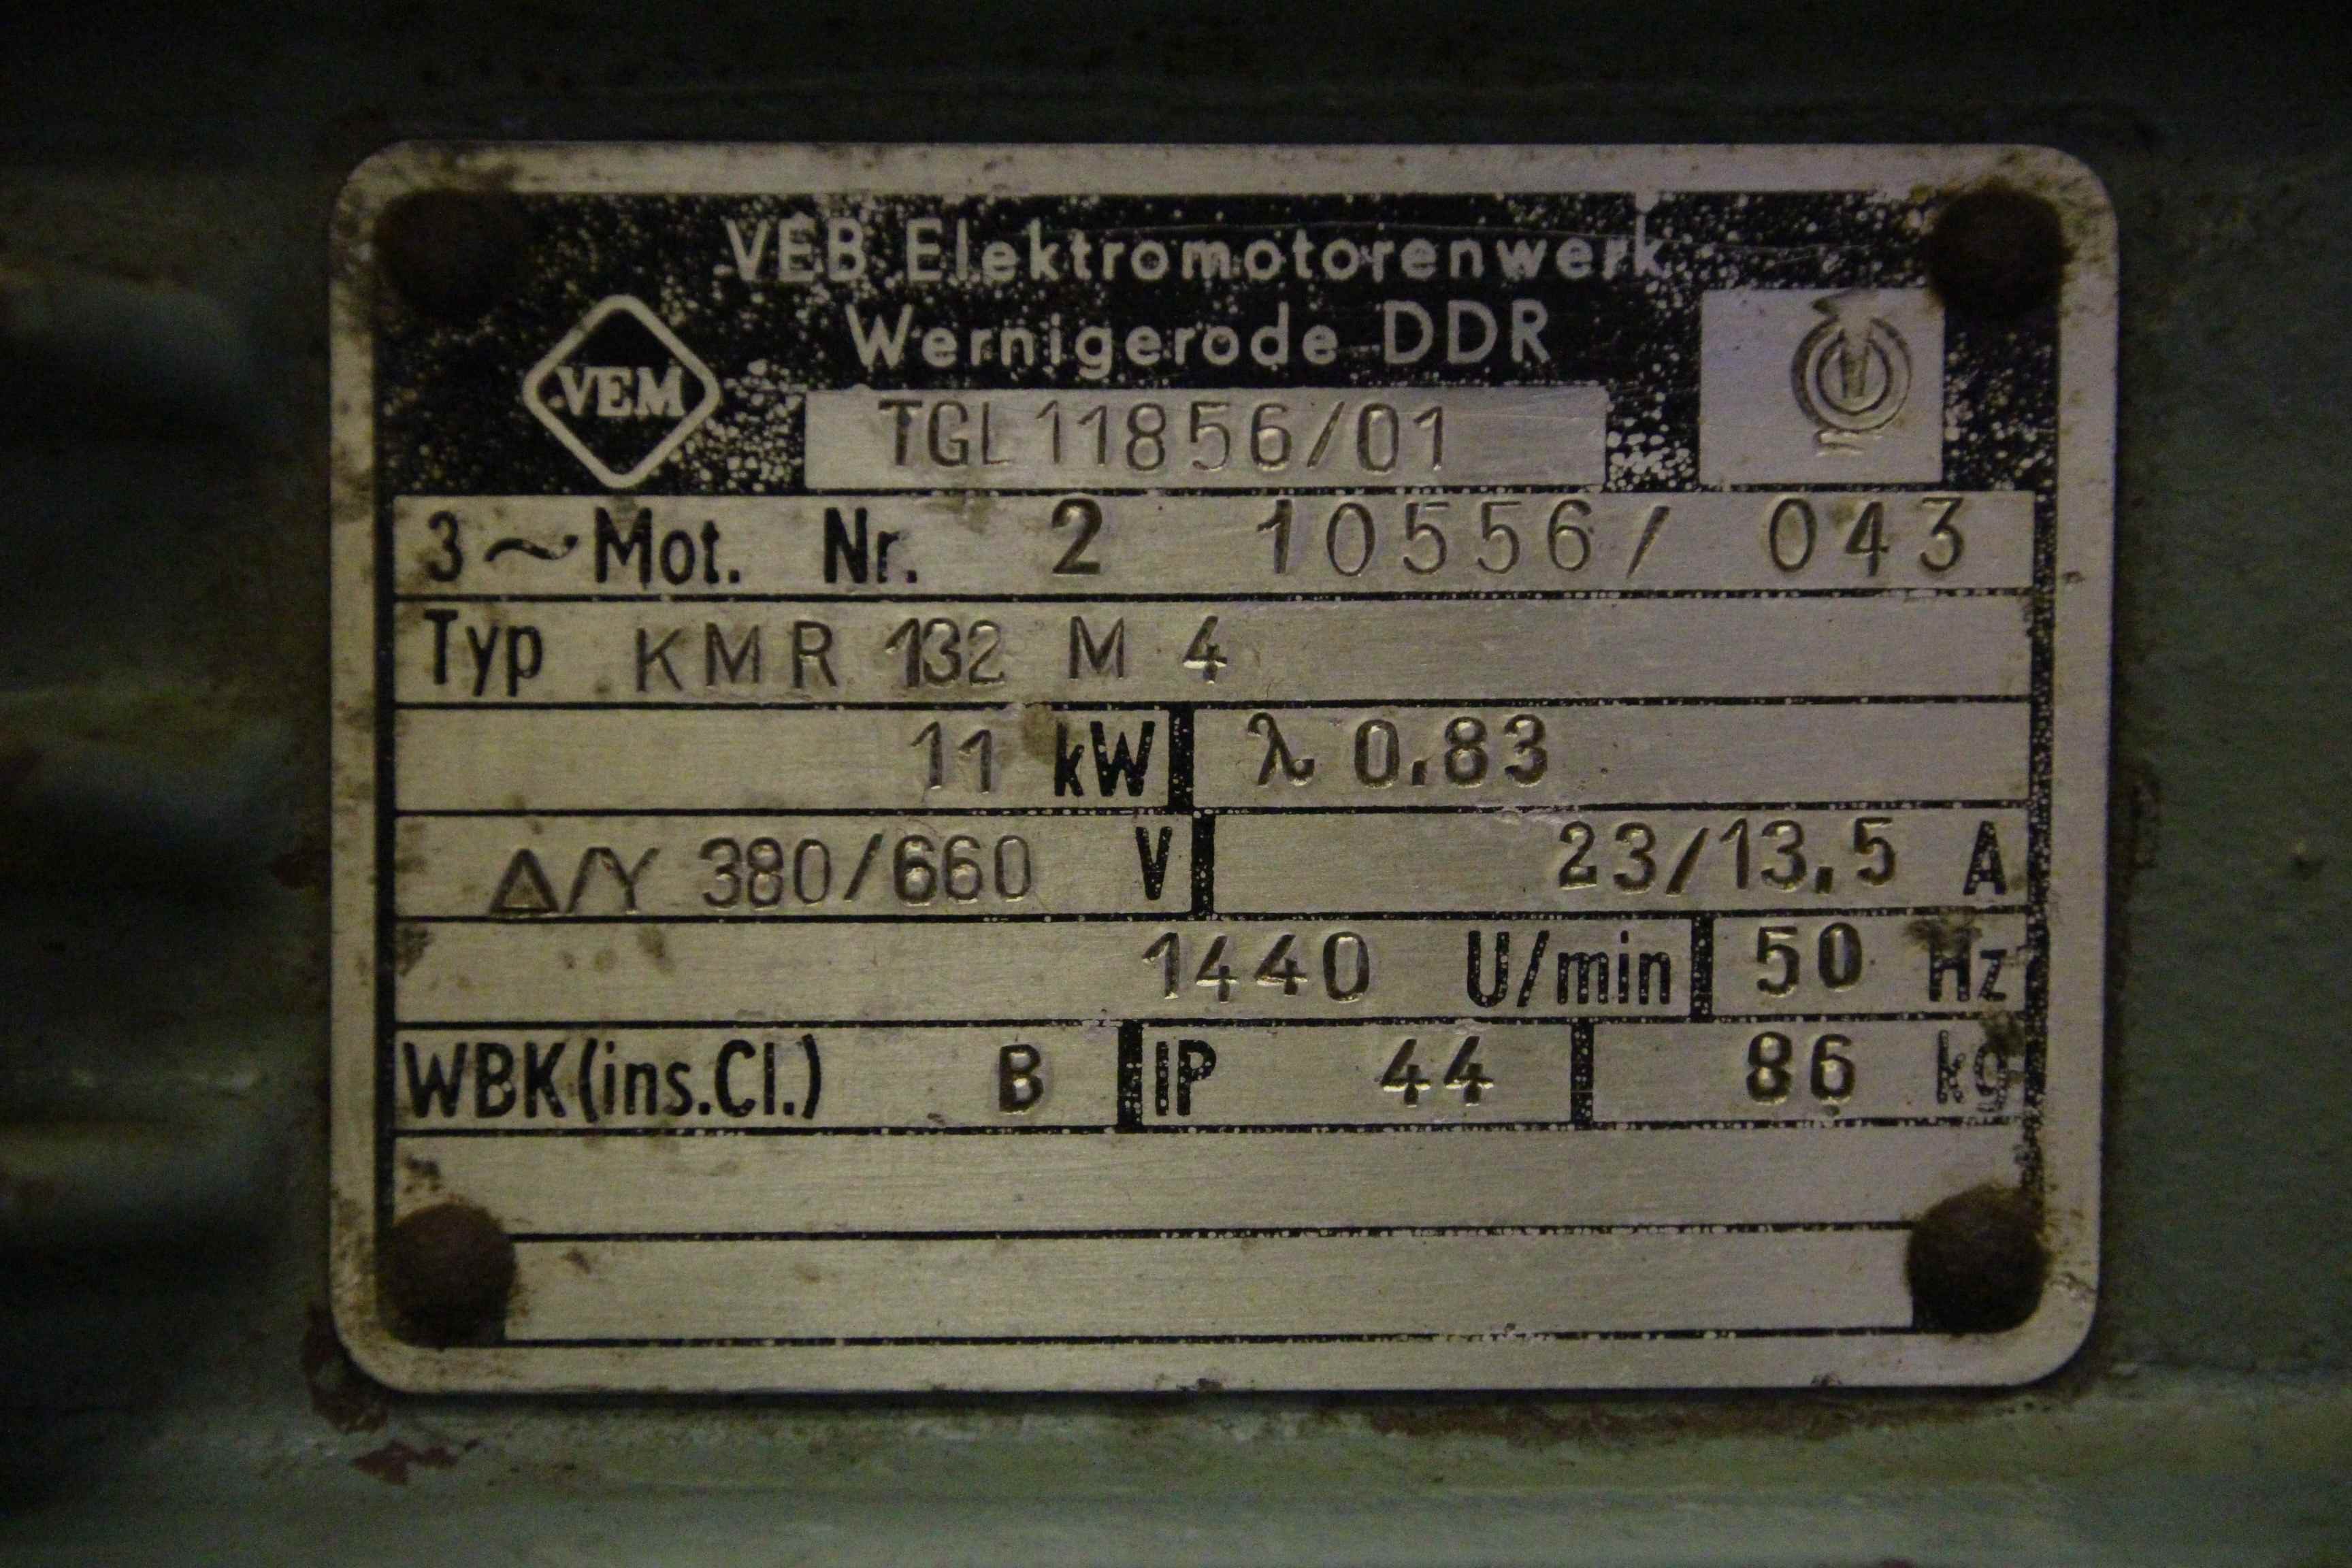 VEB Elektromotorenwerk
Wernigerode DDR
VEM
TGL 11856/01
3~Mot. Nr. 2 10556/ 043
Typ KMR 132 M 4
11 kW λ 0.83
Δ/Y 380/660 V 23/13.5 A
1440 U/min 50 Hz
WBK(ins.Cl.) B IP 44 86 kg